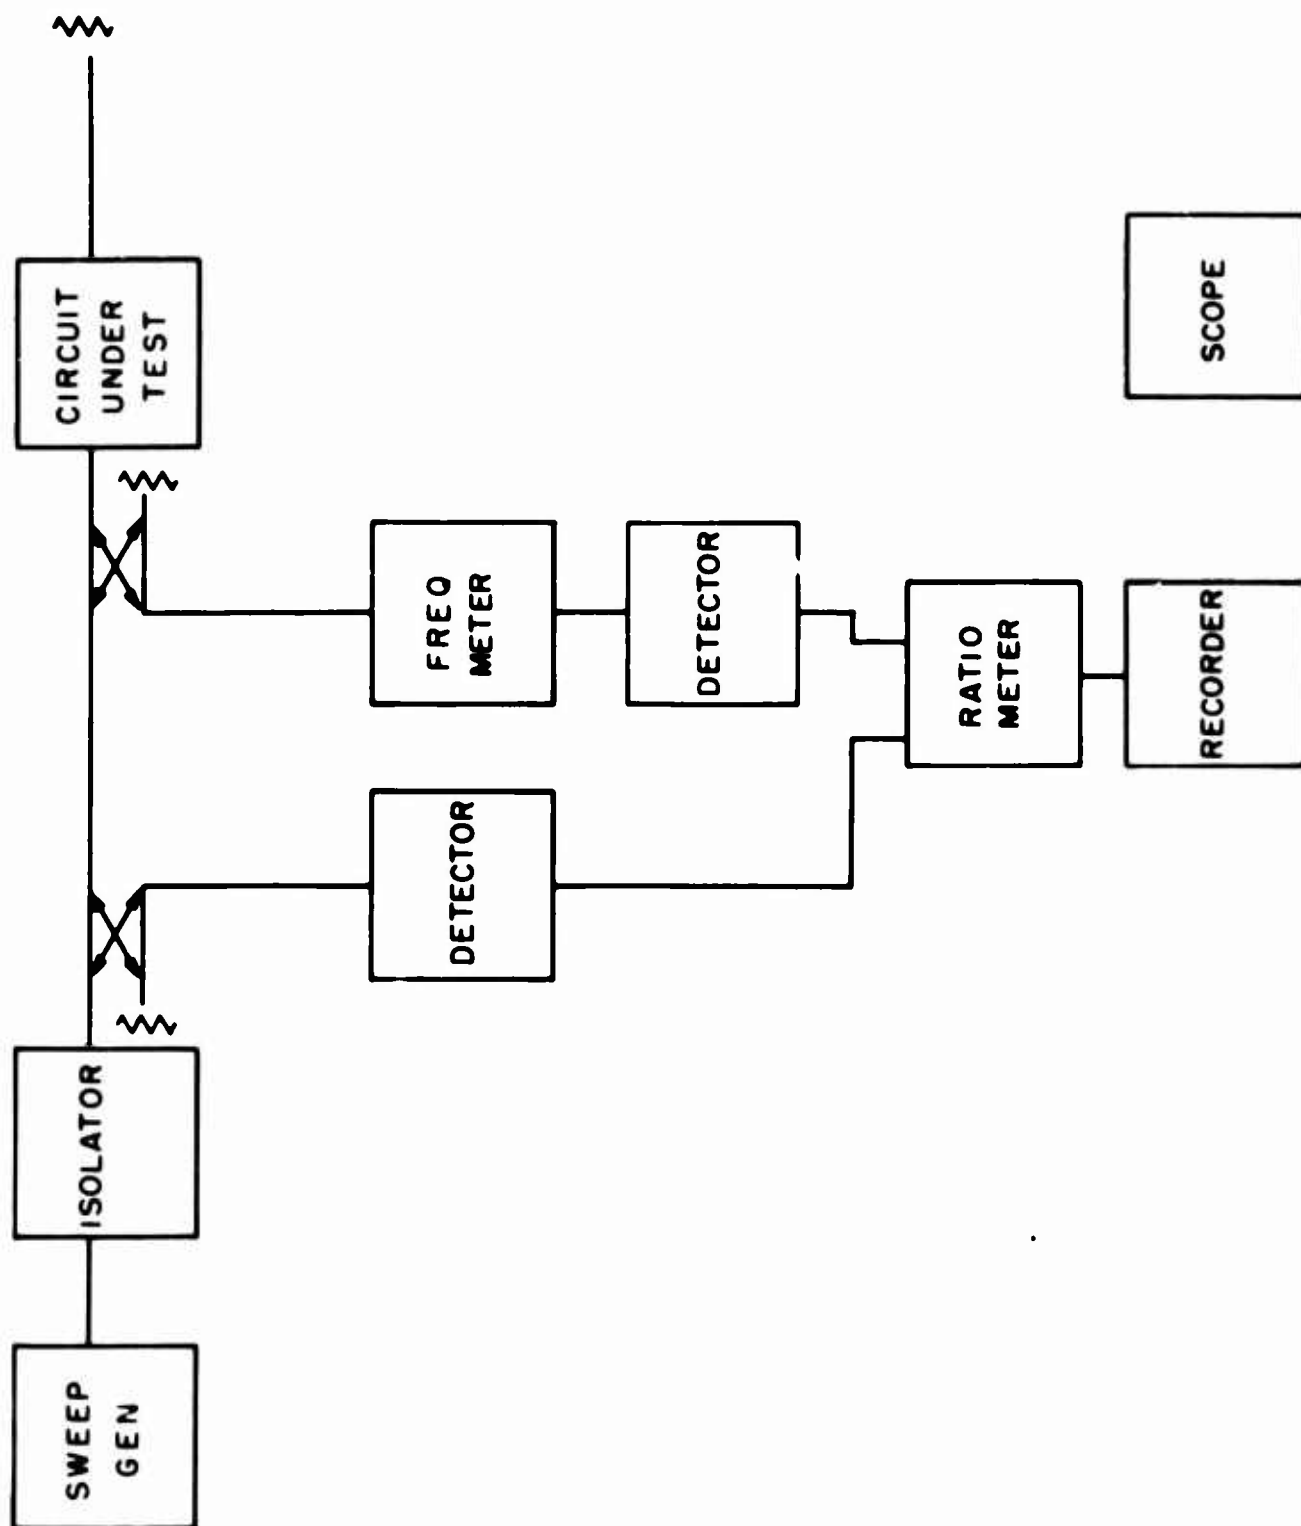 SWEEP
GEN
ISOLATOR
CIRCUIT
UNDER
TEST
DETECTOR
FREQ
METER
DETECTOR
RATIO
METER
RECORDER
SCOPE